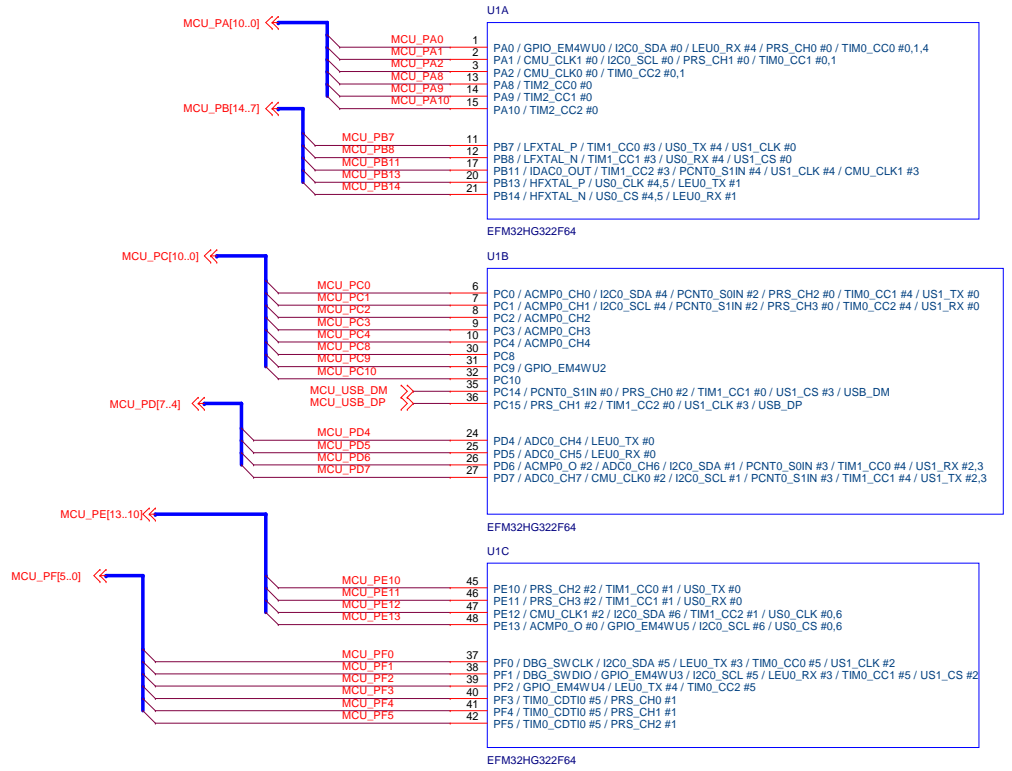 U1A
MCU_PA[10..0]
MCU_PA0 1 PA0 / GPIO_EM4WU0 / I2C0_SDA #0 / LEU0_RX #4 / PRS_CH0 #0 / TIM0_CC0 #0,1,4
MCU_PA1 2 PA1 / CMU_CLK1 #0 / I2C0_SCL #0 / PRS_CH1 #0 / TIM0_CC1 #0,1
MCU_PA2 3 PA2 / CMU_CLK0 #0 / TIM0_CC2 #0,1
MCU_PA8 13 PA8 / TIM2_CC0 #0
MCU_PA9 14 PA9 / TIM2_CC1 #0
MCU_PA10 15 PA10 / TIM2_CC2 #0
MCU_PB[14..7]
MCU_PB7 11 PB7 / LFXTAL_P / TIM1_CC0 #3 / US0_TX #4 / US1_CLK #0
MCU_PB8 12 PB8 / LFXTAL_N / TIM1_CC1 #3 / US0_RX #4 / US1_CS #0
MCU_PB11 17 PB11 / IDAC0_OUT / TIM1_CC2 #3 / PCNT0_S1IN #4 / US1_CLK #4 / CMU_CLK1 #3
MCU_PB13 20 PB13 / HFXTAL_P / US0_CLK #4,5 / LEU0_TX #1
MCU_PB14 21 PB14 / HFXTAL_N / US0_CS #4,5 / LEU0_RX #1
EFM32HG322F64
U1B
MCU_PC[10..0]
MCU_PC0 6 PC0 / ACMP0_CH0 / I2C0_SDA #4 / PCNT0_S0IN #2 / PRS_CH2 #0 / TIM0_CC1 #4 / US1_TX #0
MCU_PC1 7 PC1 / ACMP0_CH1 / I2C0_SCL #4 / PCNT0_S1IN #2 / PRS_CH3 #0 / TIM0_CC2 #4 / US1_RX #0
MCU_PC2 8 PC2 / ACMP0_CH2
MCU_PC3 9 PC3 / ACMP0_CH3
MCU_PC4 10 PC4 / ACMP0_CH4
MCU_PC8 30 PC8
MCU_PC9 31 PC9 / GPIO_EM4WU2
MCU_PC10 32 PC10
MCU_USB_DM 35 PC14 / PCNT0_S1IN #0 / PRS_CH0 #2 / TIM1_CC1 #0 / US1_CS #3 / USB_DM
MCU_USB_DP 36 PC15 / PRS_CH1 #2 / TIM1_CC2 #0 / US1_CLK #3 / USB_DP
MCU_PD[7..4]
MCU_PD4 24 PD4 / ADC0_CH4 / LEU0_TX #0
MCU_PD5 25 PD5 / ADC0_CH5 / LEU0_RX #0
MCU_PD6 26 PD6 / ACMP0_O #2 / ADC0_CH6 / I2C0_SDA #1 / PCNT0_S0IN #3 / TIM1_CC0 #4 / US1_RX #2,3
MCU_PD7 27 PD7 / ADC0_CH7 / CMU_CLK0 #2 / I2C0_SCL #1 / PCNT0_S1IN #3 / TIM1_CC1 #4 / US1_TX #2,3
EFM32HG322F64
MCU_PE[13..10]
U1C
MCU_PF[5..0]
MCU_PE10 45 PE10 / PRS_CH2 #2 / TIM1_CC0 #1 / US0_TX #0
MCU_PE11 46 PE11 / PRS_CH3 #2 / TIM1_CC1 #1 / US0_RX #0
MCU_PE12 47 PE12 / CMU_CLK1 #2 / I2C0_SDA #6 / TIM1_CC2 #1 / US0_CLK #0,6
MCU_PE13 48 PE13 / ACMP0_O #0 / GPIO_EM4WU5 / I2C0_SCL #6 / US0_CS #0,6
MCU_PF0 37 PF0 / DBG_SWCLK / I2C0_SDA #5 / LEU0_TX #3 / TIM0_CC0 #5 / US1_CLK #2
MCU_PF1 38 PF1 / DBG_SWDIO / GPIO_EM4WU3 / I2C0_SCL #5 / LEU0_RX #3 / TIM0_CC1 #5 / US1_CS #2
MCU_PF2 39 PF2 / GPIO_EM4WU4 / LEU0_TX #4 / TIM0_CC2 #5
MCU_PF3 40 PF3 / TIM0_CDTI0 #5 / PRS_CH0 #1
MCU_PF4 41 PF4 / TIM0_CDTI0 #5 / PRS_CH1 #1
MCU_PF5 42 PF5 / TIM0_CDTI0 #5 / PRS_CH2 #1
EFM32HG322F64